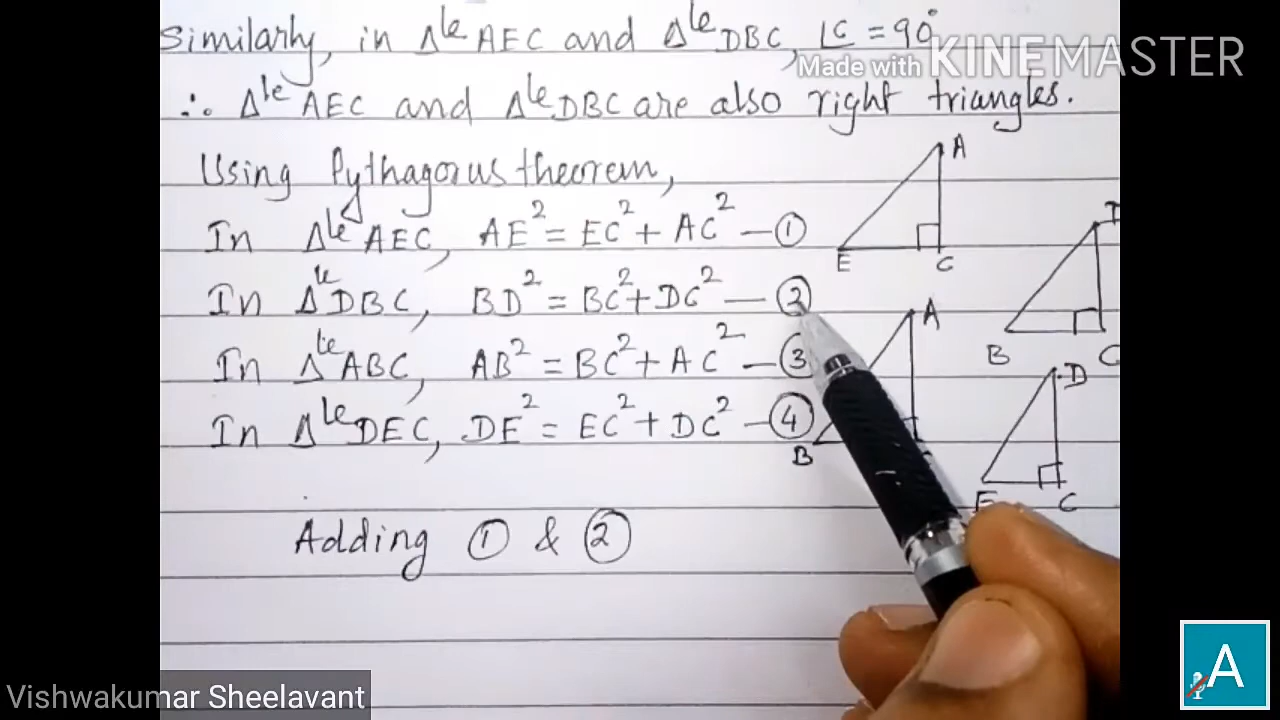 Similarly, in Δle AEC and Δle DBC, ∠C = 90°
Made with KINEMASTER
∴ Δle AEC and Δle DBC are also right triangles.
Using Pythagorus theorem,
In Δle AEC, AE² = EC² + AC² — ①
In Δle DBC, BD² = BC² + DC² — ②
In Δle ABC, AB² = BC² + AC² — ③
In Δle DEC, DE² = EC² + DC² — ④
Adding ① & ②
A
E C
D
B C
A
B
D
E C
Vishwakumar Sheelavant
A